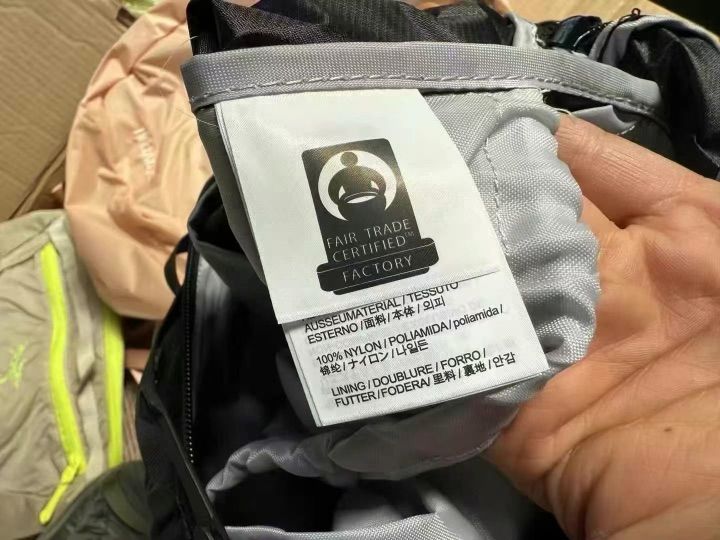 FAIR TRADE
CERTIFIED™
FACTORY
AUSSEUMATERIAL / TESSUTO
ESTERNO / 面料 / 本体 / 외피
100% NYLON / POLIAMIDA / poliamida /
锦纶 / ナイロン / 나일론
LINING / DOUBLURE / FORRO /
FUTTER / FODERA / 里料 / 裏地 / 안감